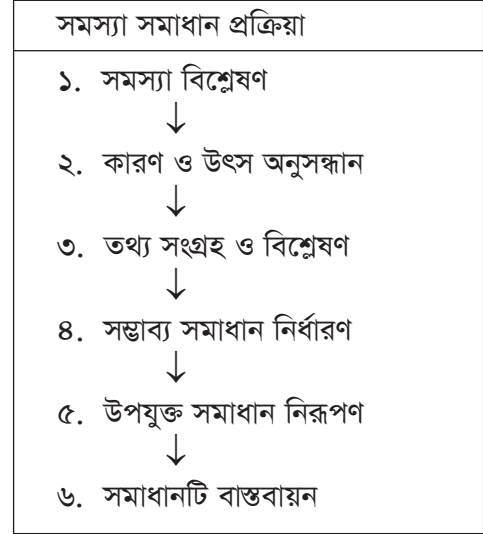 সমস্যা সমাধান প্রক্রিয়া
১. সমস্যা বিশ্লেষণ
২. কারণ ও উৎস অনুসন্ধান
৩. তথ্য সংগ্রহ ও বিশ্লেষণ
৪. সম্ভাব্য সমাধান নির্ধারণ
৫. উপযুক্ত সমাধান নিরূপণ
৬. সমাধানটি বাস্তবায়ন